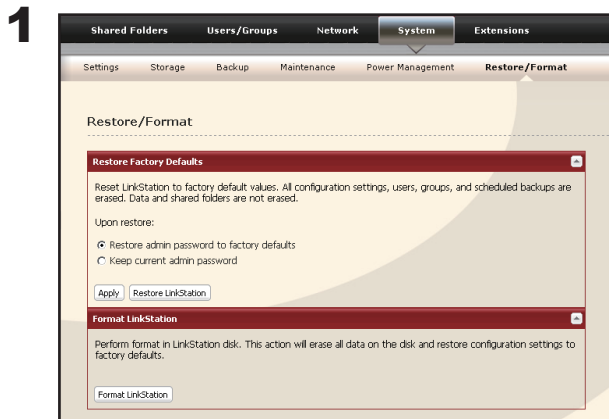 1
Shared Folders Users/Groups Network System Extensions
Settings Storage Backup Maintenance Power Management Restore/Format
Restore/Format
Restore Factory Defaults
Reset LinkStation to factory default values. All configuration settings, users, groups, and scheduled backups are
erased. Data and shared folders are not erased.
Upon restore:
Restore admin password to factory defaults
Keep current admin password
Apply Restore LinkStation
Format LinkStation
Perform format in LinkStation disk. This action will erase all data on the disk and restore configuration settings to
factory defaults.
Format LinkStation